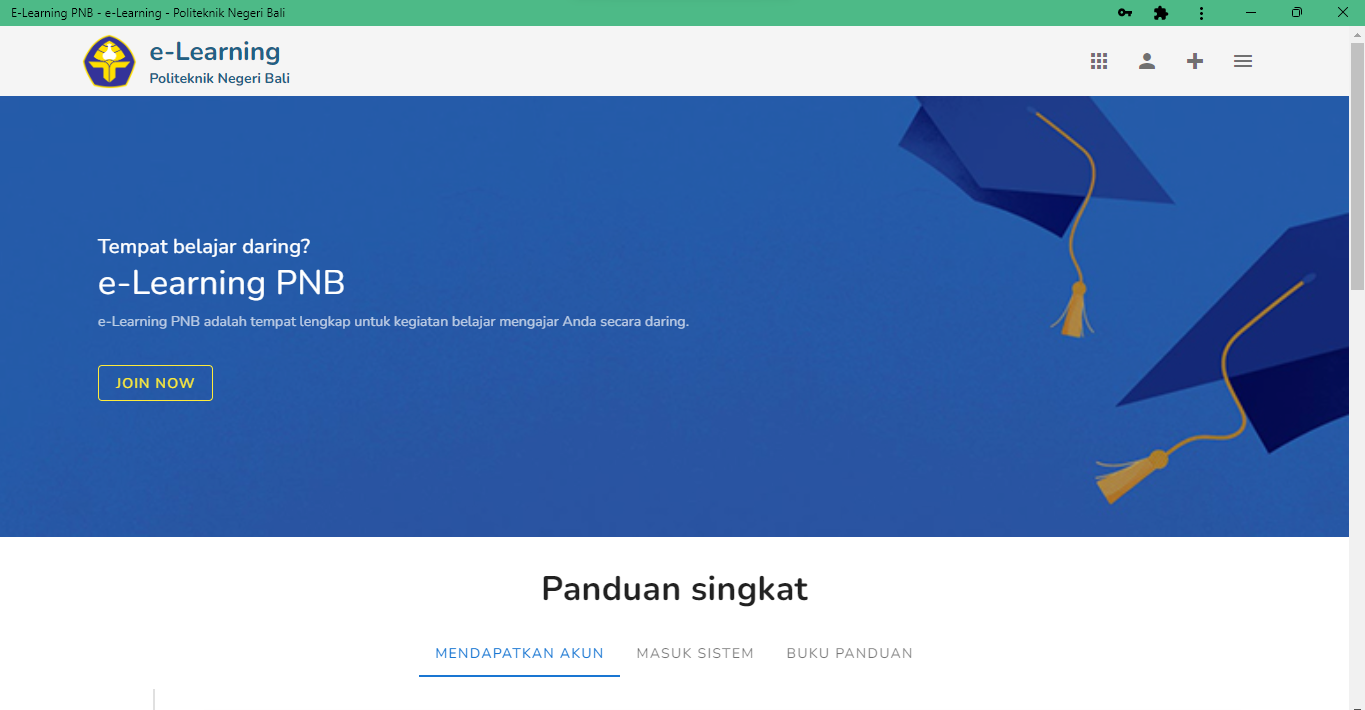 E-Learning PNB - e-Learning - Politeknik Negeri Bali
e-Learning
Politeknik Negeri Bali
Tempat belajar daring?
e-Learning PNB
e-Learning PNB adalah tempat lengkap untuk kegiatan belajar mengajar Anda secara daring.
JOIN NOW
Panduan singkat
MENDAPATKAN AKUN
MASUK SISTEM
BUKU PANDUAN